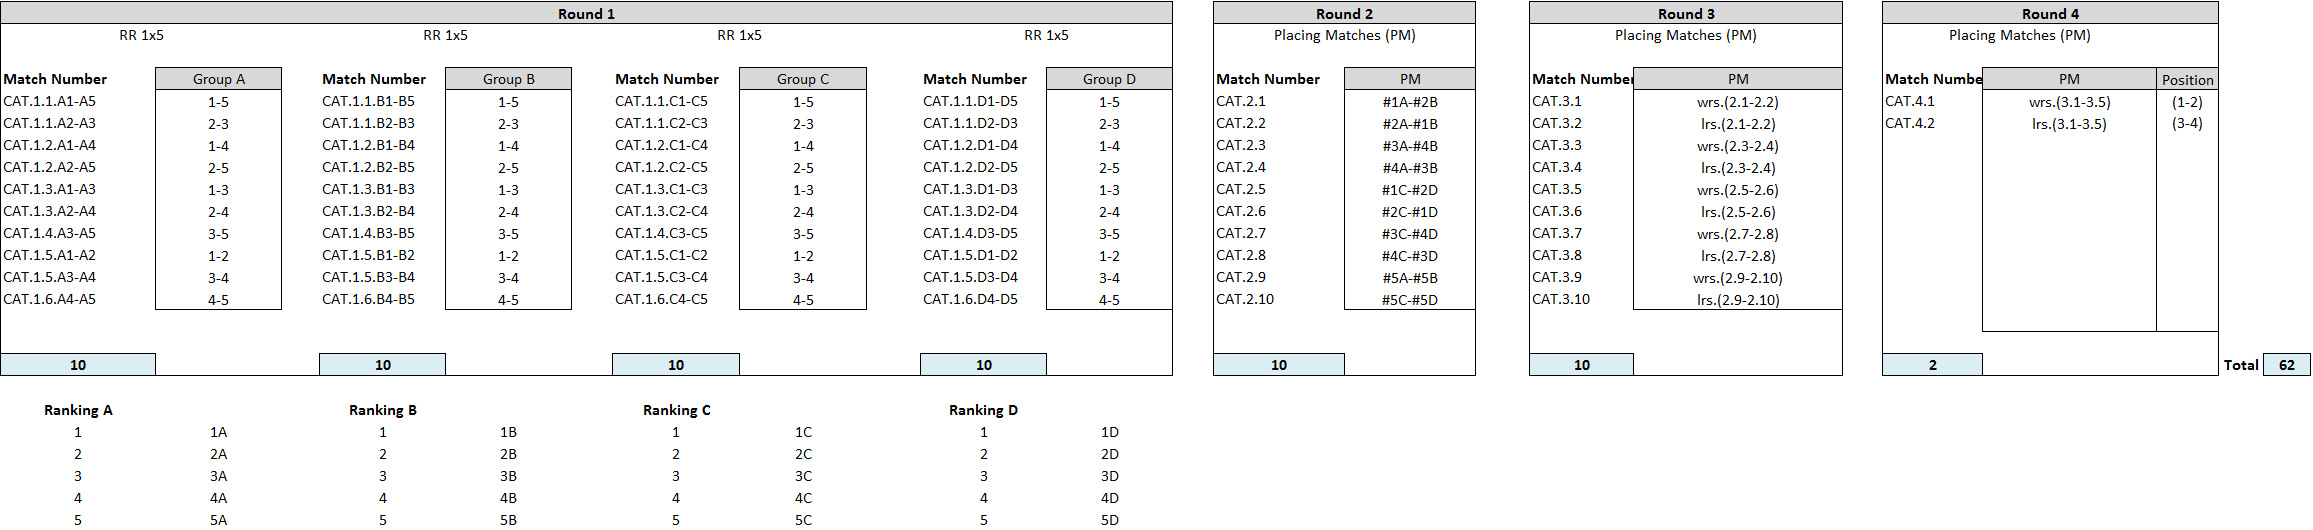 Round 1 Round 2 Round 3 Round 4
RR 1x5 RR 1x5 RR 1x5 RR 1x5 Placing Matches (PM) Placing Matches (PM) Placing Matches (PM)
Match Number Group A Match Number Group B Match Number Group C Match Number Group D Match Number PM Match Number PM Match Numbe PM Position
CAT.1.1.A1-A5 1-5 CAT.1.1.B1-B5 1-5 CAT.1.1.C1-C5 1-5 CAT.1.1.D1-D5 1-5 CAT.2.1 #1A-#2B CAT.3.1 wrs.(2.1-2.2) CAT.4.1 wrs.(3.1-3.5) (1-2)
CAT.1.1.A2-A3 2-3 CAT.1.1.B2-B3 2-3 CAT.1.1.C2-C3 2-3 CAT.1.1.D2-D3 2-3 CAT.2.2 #2A-#1B CAT.3.2 lrs.(2.1-2.2) CAT.4.2 lrs.(3.1-3.5) (3-4)
CAT.1.2.A1-A4 1-4 CAT.1.2.B1-B4 1-4 CAT.1.2.C1-C4 1-4 CAT.1.2.D1-D4 1-4 CAT.2.3 #3A-#4B CAT.3.3 wrs.(2.3-2.4)
CAT.1.2.A2-A5 2-5 CAT.1.2.B2-B5 2-5 CAT.1.2.C2-C5 2-5 CAT.1.2.D2-D5 2-5 CAT.2.4 #4A-#3B CAT.3.4 lrs.(2.3-2.4)
CAT.1.3.A1-A3 1-3 CAT.1.3.B1-B3 1-3 CAT.1.3.C1-C3 1-3 CAT.1.3.D1-D3 1-3 CAT.2.5 #1C-#2D CAT.3.5 wrs.(2.5-2.6)
CAT.1.3.A2-A4 2-4 CAT.1.3.B2-B4 2-4 CAT.1.3.C2-C4 2-4 CAT.1.3.D2-D4 2-4 CAT.2.6 #2C-#1D CAT.3.6 lrs.(2.5-2.6)
CAT.1.4.A3-A5 3-5 CAT.1.4.B3-B5 3-5 CAT.1.4.C3-C5 3-5 CAT.1.4.D3-D5 3-5 CAT.2.7 #3C-#4D CAT.3.7 wrs.(2.7-2.8)
CAT.1.5.A1-A2 1-2 CAT.1.5.B1-B2 1-2 CAT.1.5.C1-C2 1-2 CAT.1.5.D1-D2 1-2 CAT.2.8 #4C-#3D CAT.3.8 lrs.(2.7-2.8)
CAT.1.5.A3-A4 3-4 CAT.1.5.B3-B4 3-4 CAT.1.5.C3-C4 3-4 CAT.1.5.D3-D4 3-4 CAT.2.9 #5A-#5B CAT.3.9 wrs.(2.9-2.10)
CAT.1.6.A4-A5 4-5 CAT.1.6.B4-B5 4-5 CAT.1.6.C4-C5 4-5 CAT.1.6.D4-D5 4-5 CAT.2.10 #5C-#5D CAT.3.10 lrs.(2.9-2.10)
10 10 10 10 10 10 2 Total 62
Ranking A Ranking B Ranking C Ranking D
1 1A 1 1B 1 1C 1 1D
2 2A 2 2B 2 2C 2 2D
3 3A 3 3B 3 3C 3 3D
4 4A 4 4B 4 4C 4 4D
5 5A 5 5B 5 5C 5 5D